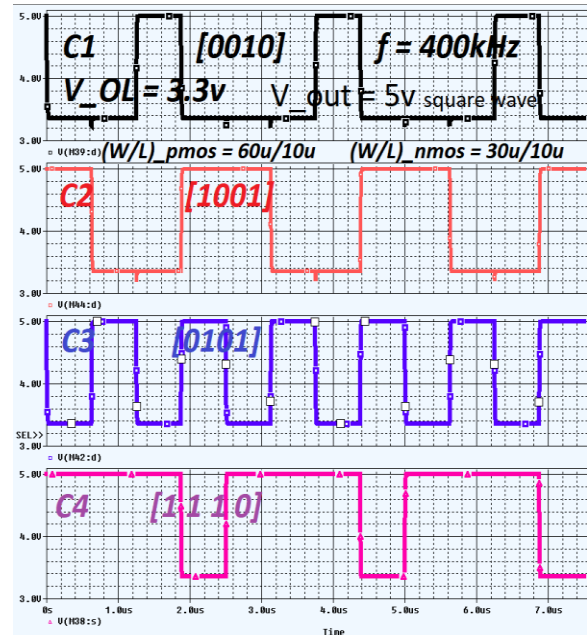 5.0V
C1 [0010] f = 400kHz
4.0V
V_OL = 3.3v V_out = 5v square wave
3.0V
V(M39:d)
(W/L)_pmos = 60u/10u (W/L)_nmos = 30u/10u
5.0V
C2 [1001]
4.0V
3.0V
V(M44:d)
5.0V
C3 [0101]
4.0V
SEL>>
3.0V
V(M42:d)
5.0V
C4 [1 1 1 0]
4.0V
3.0V
0s 1.0us 2.0us 3.0us 4.0us 5.0us 6.0us 7.0us
V(M38:s)
Time